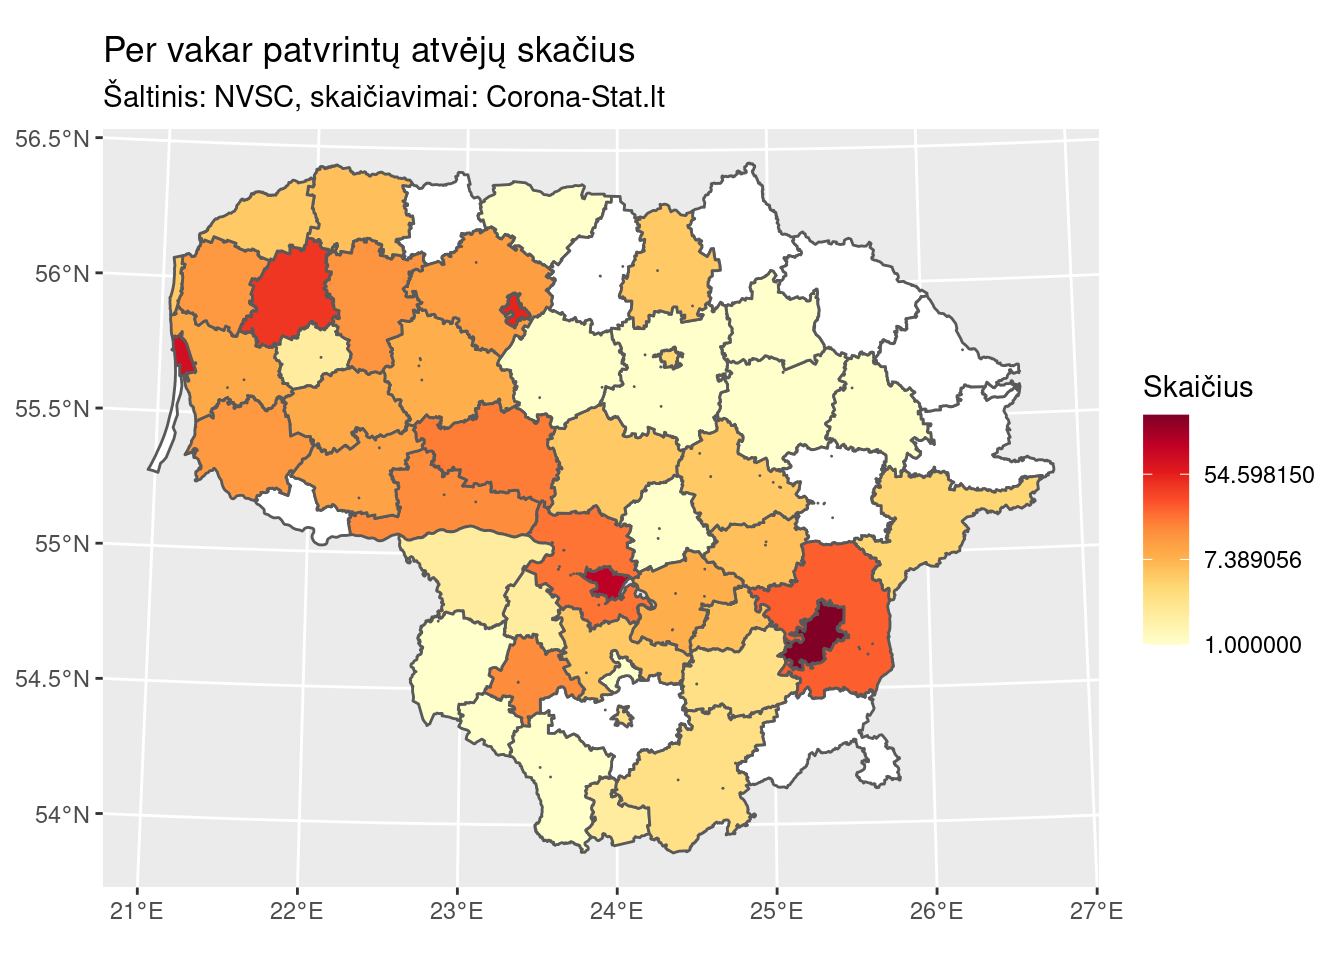 Per vakar patvrintų atvėjų skačius
Šaltinis: NVSC, skaičiavimai: Corona-Stat.lt
56.5°N
56°N
55.5°N
55°N
54.5°N
54°N
21°E 22°E 23°E 24°E 25°E 26°E 27°E
Skaičius
54.598150
7.389056
1.000000